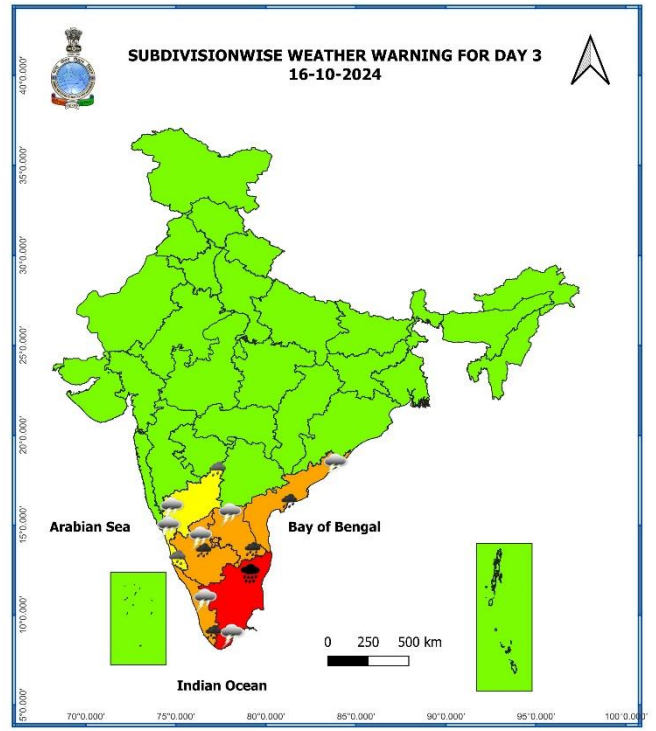 SUBDIVISIONWISE WEATHER WARNING FOR DAY 3
16-10-2024
40°0.000'
35°0.000'
30°0.000'
25°0.000'
20°0.000'
15°0.000'
10°0.000'
5°0.000'
Arabian Sea
Bay of Bengal
0 250 500 km
Indian Ocean
70°0.000' 75°0.000' 80°0.000' 85°0.000' 90°0.000' 95°0.000' 100°0.000'